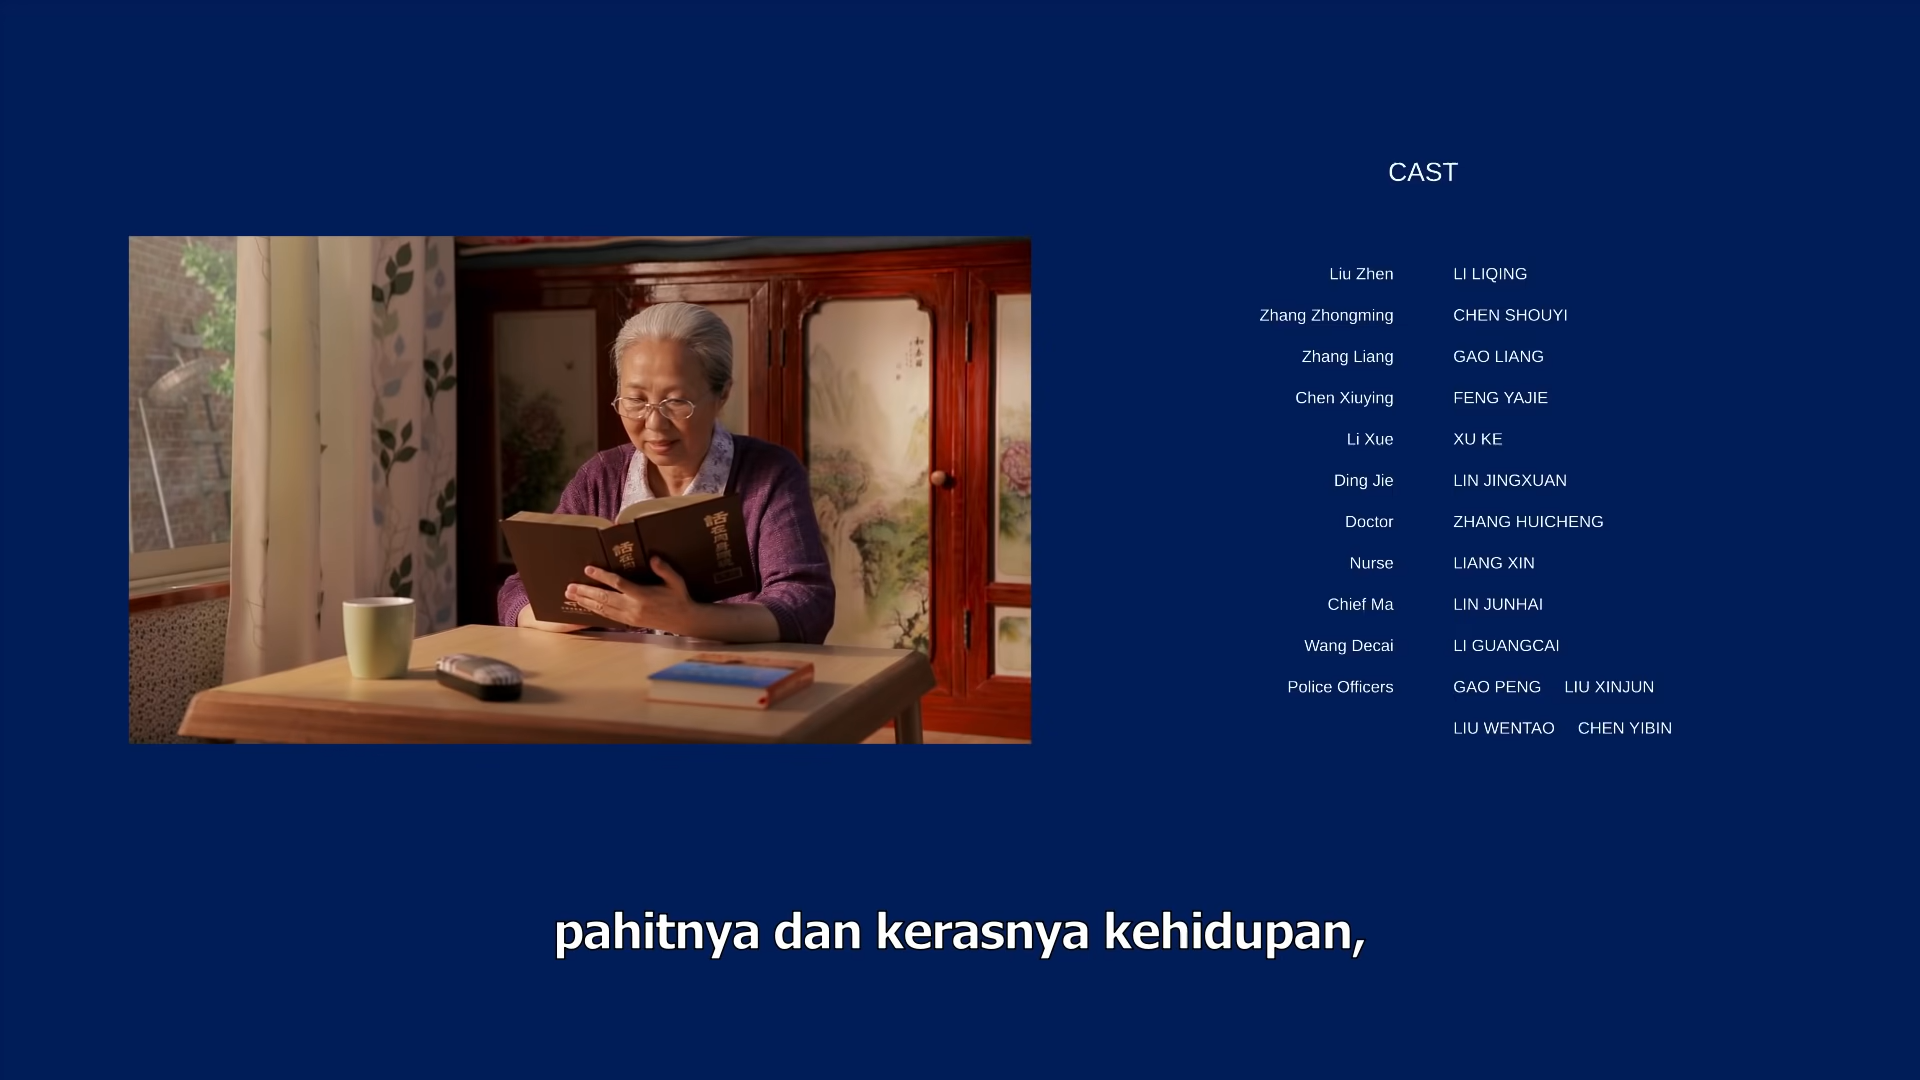 CAST
Liu Zhen LI LIQING
Zhang Zhongming CHEN SHOUYI
Zhang Liang GAO LIANG
Chen Xiuying FENG YAJIE
Li Xue XU KE
Ding Jie LIN JINGXUAN
Doctor ZHANG HUICHENG
Nurse LIANG XIN
Chief Ma LIN JUNHAI
Wang Decai LI GUANGCAI
Police Officers GAO PENG LIU XINJUN
LIU WENTAO CHEN YIBIN
pahitnya dan kerasnya kehidupan,